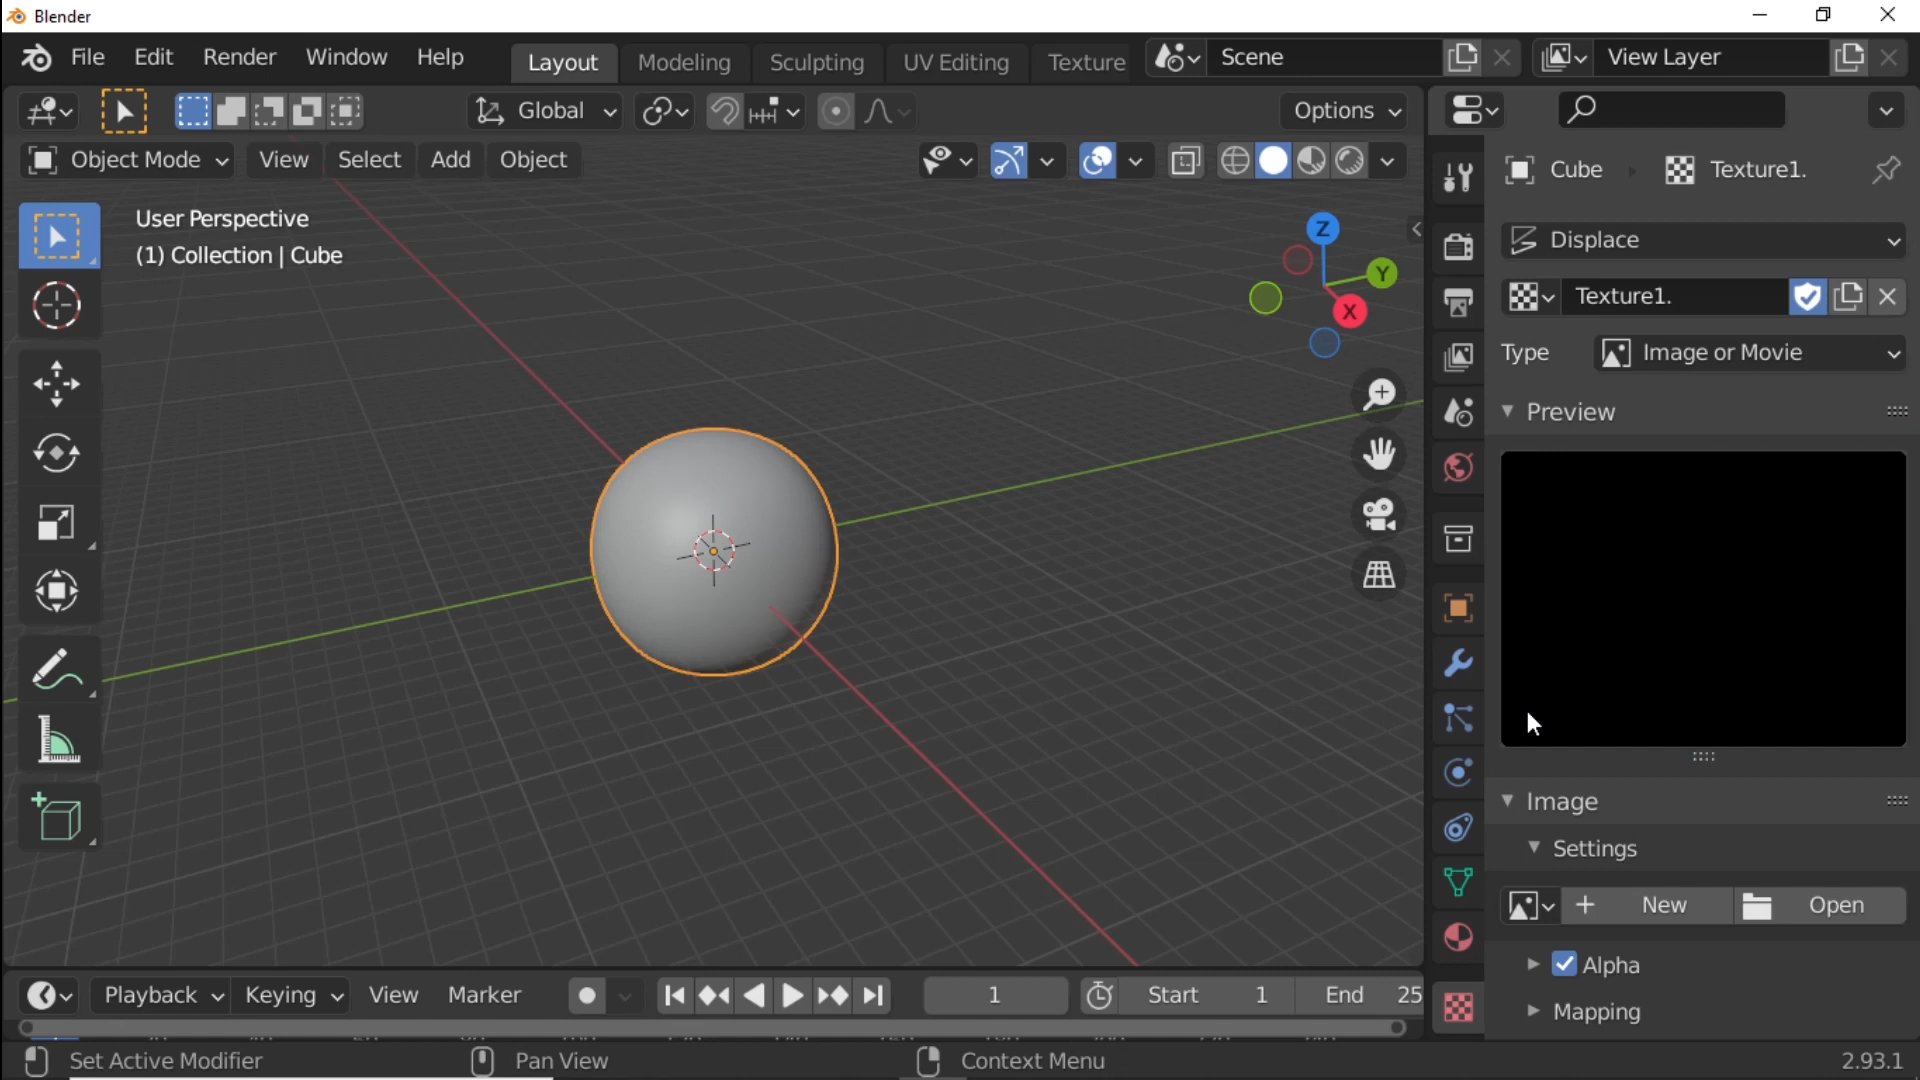 Blender
File Edit Render Window Help Layout Modeling Sculpting UV Editing Texture Scene View Layer
Global Options
Object Mode View Select Add Object
User Perspective
(1) Collection | Cube
Z
Y
X
Cube Texture1.
Displace
Texture1.
Type Image or Movie
Preview
Image
Settings
New Open
Alpha
Mapping
Playback Keying View Marker 1 Start 1 End 25
Set Active Modifier Pan View Context Menu 2.93.1